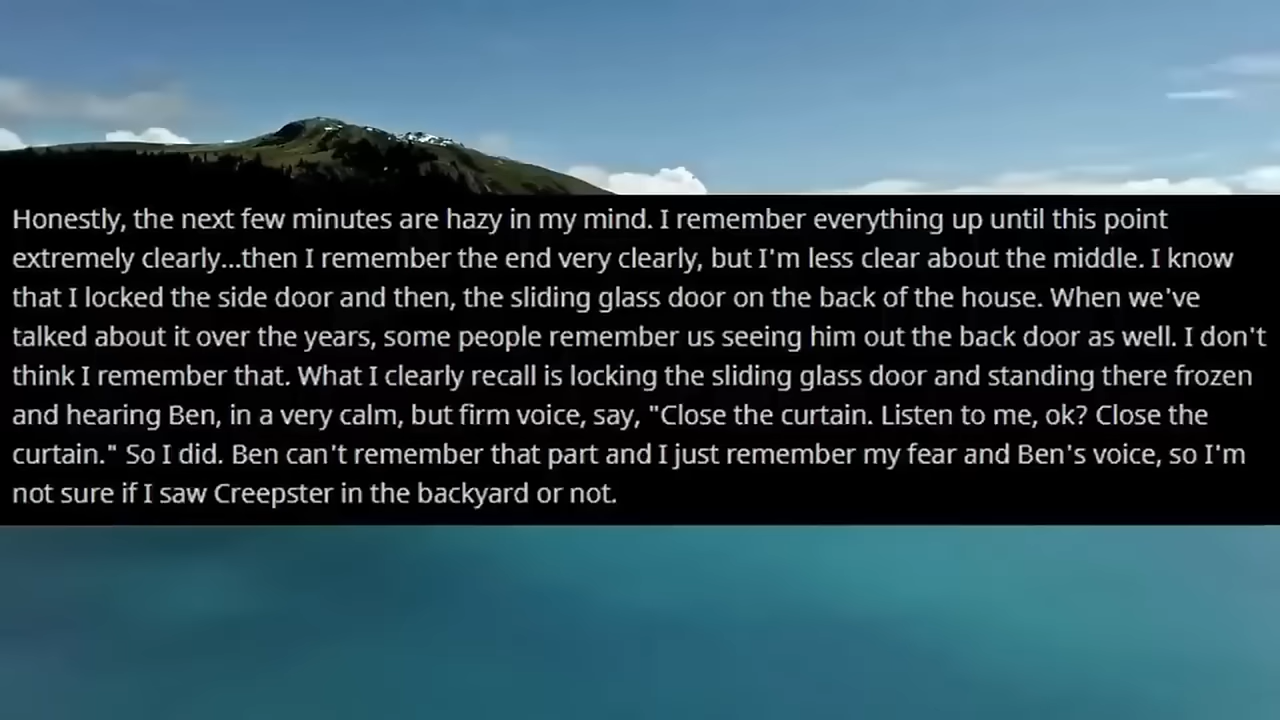 Honestly, the next few minutes are hazy in my mind. I remember everything up until this point
extremely clearly...then I remember the end very clearly, but I'm less clear about the middle. I know
that I locked the side door and then, the sliding glass door on the back of the house. When we've
talked about it over the years, some people remember us seeing him out the back door as well. I don't
think I remember that. What I clearly recall is locking the sliding glass door and standing there frozen
and hearing Ben, in a very calm, but firm voice, say, "Close the curtain. Listen to me, ok? Close the
curtain." So I did. Ben can't remember that part and I just remember my fear and Ben's voice, so I'm
not sure if I saw Creepster in the backyard or not.